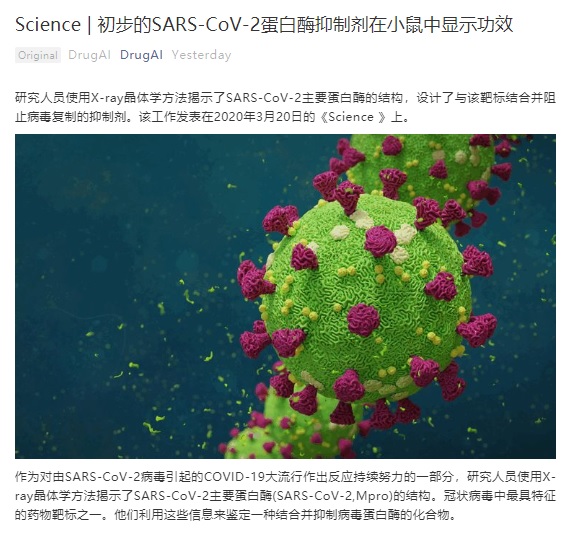 Science | 初步的SARS-CoV-2蛋白酶抑制剂在小鼠中显示功效
Original DrugAI DrugAI Yesterday
研究人员使用X-ray晶体学方法揭示了SARS-CoV-2主要蛋白酶的结构，设计了与该靶标结合并阻
止病毒复制的抑制剂。该工作发表在2020年3月20日的《Science 》上。
作为对由SARS-CoV-2病毒引起的COVID-19大流行作出反应持续努力的一部分，研究人员使用X-
ray晶体学方法揭示了SARS-CoV-2主要蛋白酶(SARS-CoV-2,Mpro)的结构。冠状病毒中最具特征
的药物靶标之一。他们利用这些信息来鉴定一种结合并抑制病毒蛋白酶的化合物。